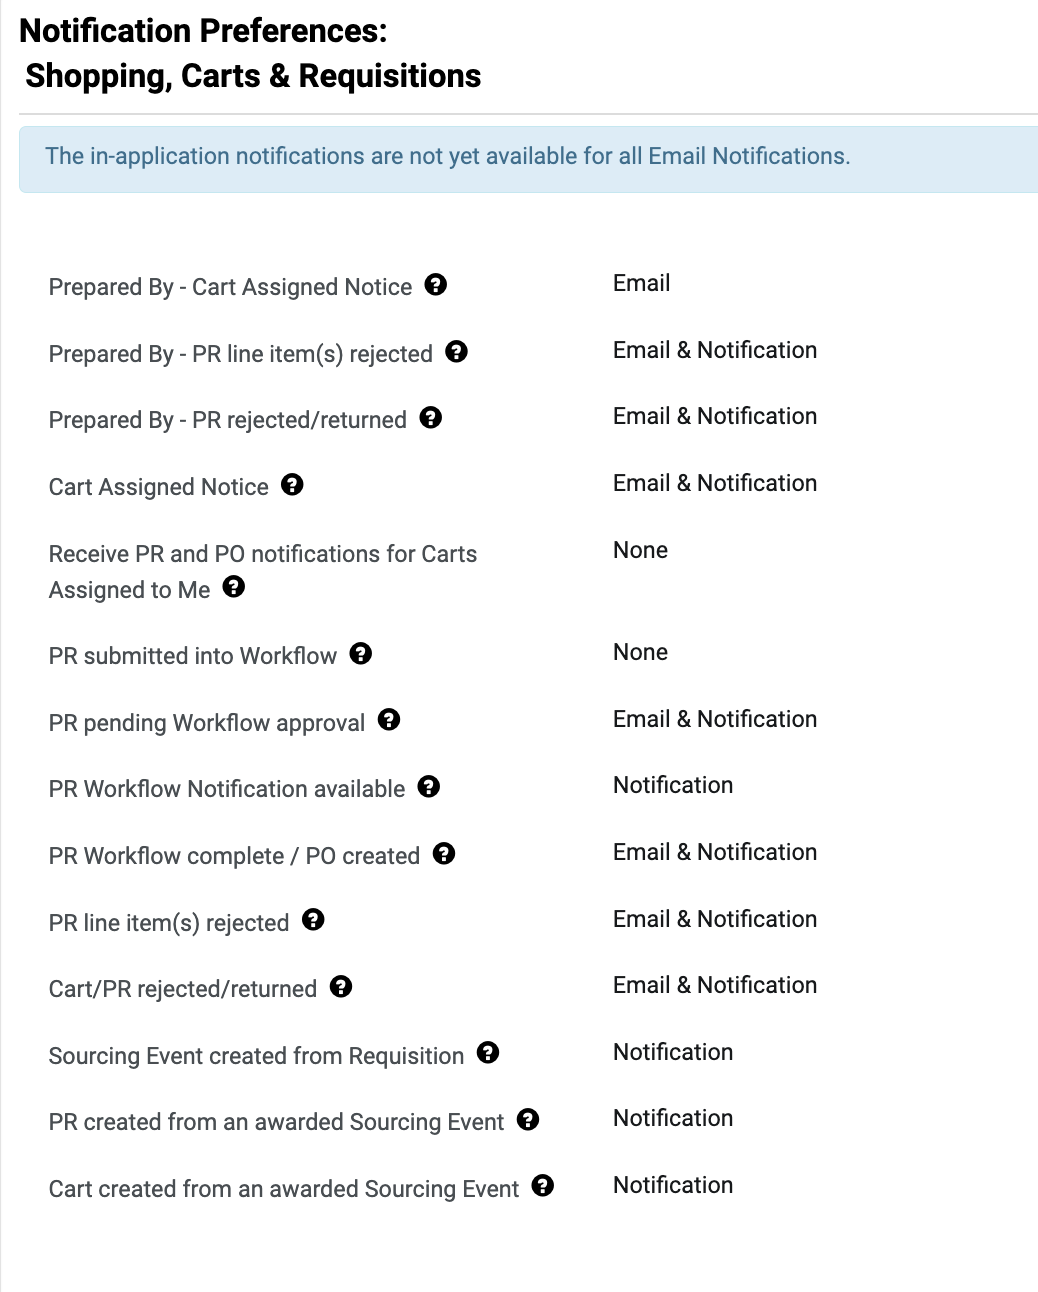 Notification Preferences:
Shopping, Carts & Requisitions
The in-application notifications are not yet available for all Email Notifications.
Prepared By - Cart Assigned Notice ? Email
Prepared By - PR line item(s) rejected ? Email & Notification
Prepared By - PR rejected/returned ? Email & Notification
Cart Assigned Notice ? Email & Notification
Receive PR and PO notifications for Carts None
Assigned to Me ?
PR submitted into Workflow ? None
PR pending Workflow approval ? Email & Notification
PR Workflow Notification available ? Notification
PR Workflow complete / PO created ? Email & Notification
PR line item(s) rejected ? Email & Notification
Cart/PR rejected/returned ? Email & Notification
Sourcing Event created from Requisition ? Notification
PR created from an awarded Sourcing Event ? Notification
Cart created from an awarded Sourcing Event ? Notification